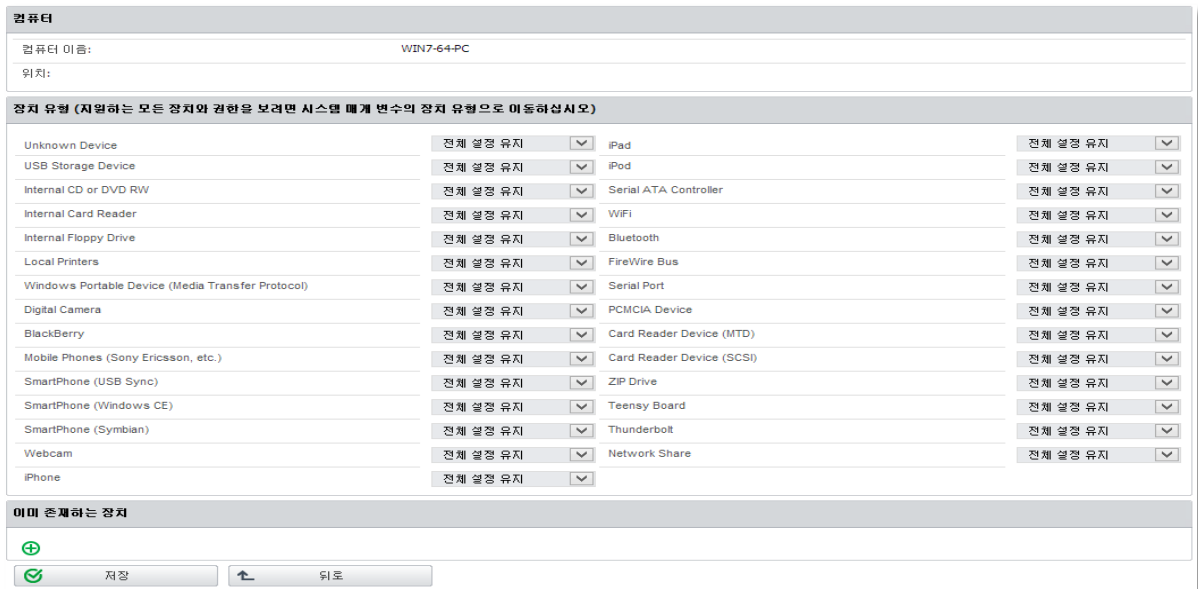 컴퓨터
컴퓨터 이름: WIN7-64-PC
위치:
장치 유형 (지원하는 모든 장치와 권한을 보려면 시스템 매개 변수의 장치 유형으로 이동하십시오)
Unknown Device 전체 설정 유지 iPad 전체 설정 유지
USB Storage Device 전체 설정 유지 iPod 전체 설정 유지
Internal CD or DVD RW 전체 설정 유지 Serial ATA Controller 전체 설정 유지
Internal Card Reader 전체 설정 유지 WiFi 전체 설정 유지
Internal Floppy Drive 전체 설정 유지 Bluetooth 전체 설정 유지
Local Printers 전체 설정 유지 FireWire Bus 전체 설정 유지
Windows Portable Device (Media Transfer Protocol) 전체 설정 유지 Serial Port 전체 설정 유지
Digital Camera 전체 설정 유지 PCMCIA Device 전체 설정 유지
BlackBerry 전체 설정 유지 Card Reader Device (MTD) 전체 설정 유지
Mobile Phones (Sony Ericsson, etc.) 전체 설정 유지 Card Reader Device (SCSI) 전체 설정 유지
SmartPhone (USB Sync) 전체 설정 유지 ZIP Drive 전체 설정 유지
SmartPhone (Windows CE) 전체 설정 유지 Teensy Board 전체 설정 유지
SmartPhone (Symbian) 전체 설정 유지 Thunderbolt 전체 설정 유지
Webcam 전체 설정 유지 Network Share 전체 설정 유지
iPhone 전체 설정 유지
이미 존재하는 장치
저장 뒤로